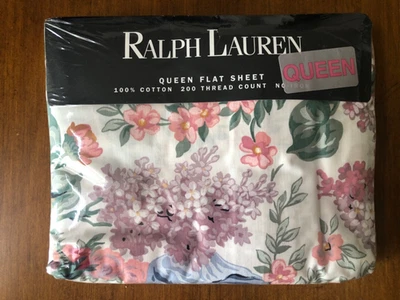 RALPH LAUREN
QUEEN
QUEEN FLAT SHEET
100% COTTON 200 THREAD COUNT